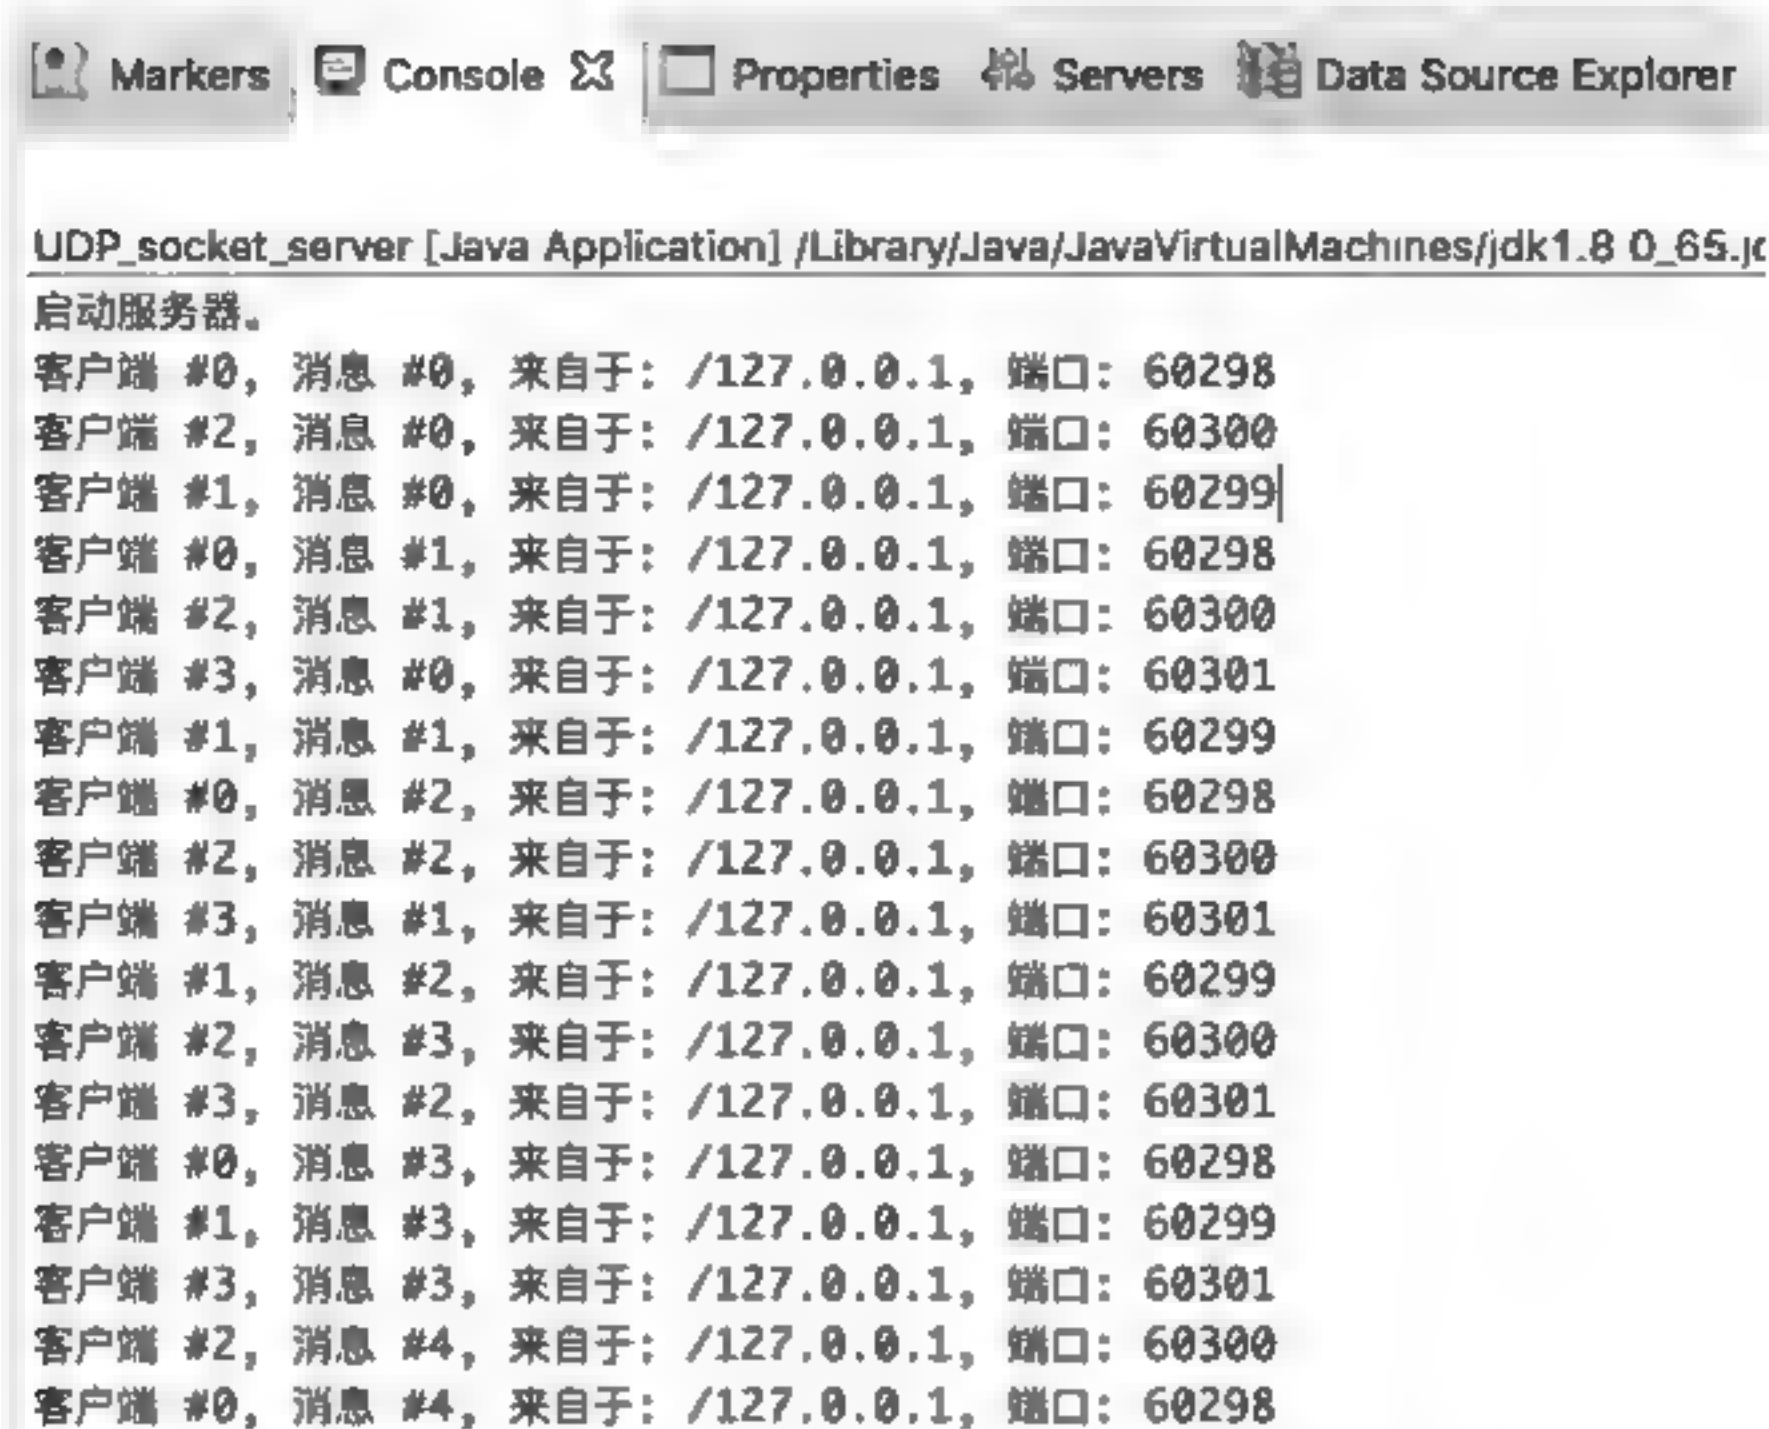 Markers Console Properties Servers Data Source Explorer
UDP_socket_server [Java Application] /Library/Java/JavaVirtualMachines/jdk1.8 0_65.jd
启动服务器。
客户端 #0, 消息 #0, 来自于: /127.0.0.1, 端口: 60298
客户端 #2, 消息 #0, 来自于: /127.0.0.1, 端口: 60300
客户端 #1, 消息 #0, 来自于: /127.0.0.1, 端口: 60299
客户端 #0, 消息 #1, 来自于: /127.0.0.1, 端口: 60298
客户端 #2, 消息 #1, 来自于: /127.0.0.1, 端口: 60300
客户端 #3, 消息 #0, 来自于: /127.0.0.1, 端口: 60301
客户端 #1, 消息 #1, 来自于: /127.0.0.1, 端口: 60299
客户端 #0, 消息 #2, 来自于: /127.0.0.1, 端口: 60298
客户端 #2, 消息 #2, 来自于: /127.0.0.1, 端口: 60300
客户端 #3, 消息 #1, 来自于: /127.0.0.1, 端口: 60301
客户端 #1, 消息 #2, 来自于: /127.0.0.1, 端口: 60299
客户端 #2, 消息 #3, 来自于: /127.0.0.1, 端口: 60300
客户端 #3, 消息 #2, 来自于: /127.0.0.1, 端口: 60301
客户端 #0, 消息 #3, 来自于: /127.0.0.1, 端口: 60298
客户端 #1, 消息 #3, 来自于: /127.0.0.1, 端口: 60299
客户端 #3, 消息 #3, 来自于: /127.0.0.1, 端口: 60301
客户端 #2, 消息 #4, 来自于: /127.0.0.1, 端口: 60300
客户端 #0, 消息 #4, 来自于: /127.0.0.1, 端口: 60298